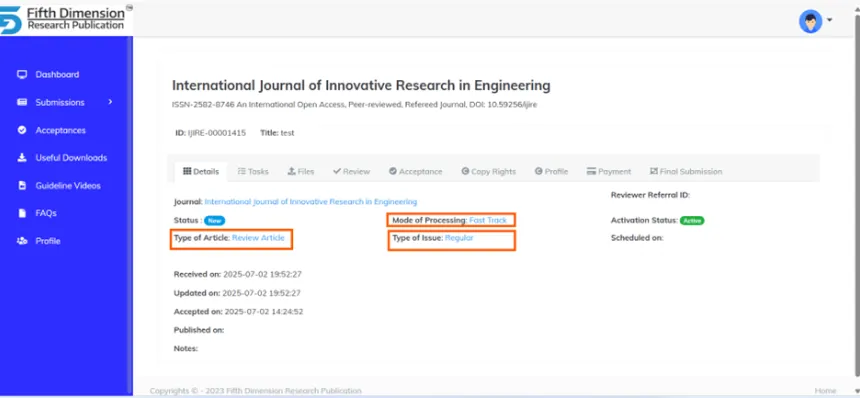 Fifth Dimension
Research Publication
Dashboard
Submissions
Acceptances
Useful Downloads
Guideline Videos
FAQs
Profile
International Journal of Innovative Research in Engineering
ISSN-2582-8746 An International Open Access, Peer-reviewed, Refereed Journal. DOI: 10.59256/ijire
ID: IJIRE-00001415 Title: test
Details Tasks Files Review Acceptance Copy Rights Profile Payment Final Submission
Journal: International Journal of Innovative Research in Engineering Reviewer Referral ID:
Status : New Mode of Processing: Fast Track Activation Status: Active
Type of Article: Review Article Type of Issue: Regular Scheduled on:
Received on: 2025-07-02 19:52:27
Updated on: 2025-07-02 19:52:27
Accepted on: 2025-07-02 14:24:52
Published on:
Notes:
Copyrights © - 2023 Fifth Dimension Research Publication Home